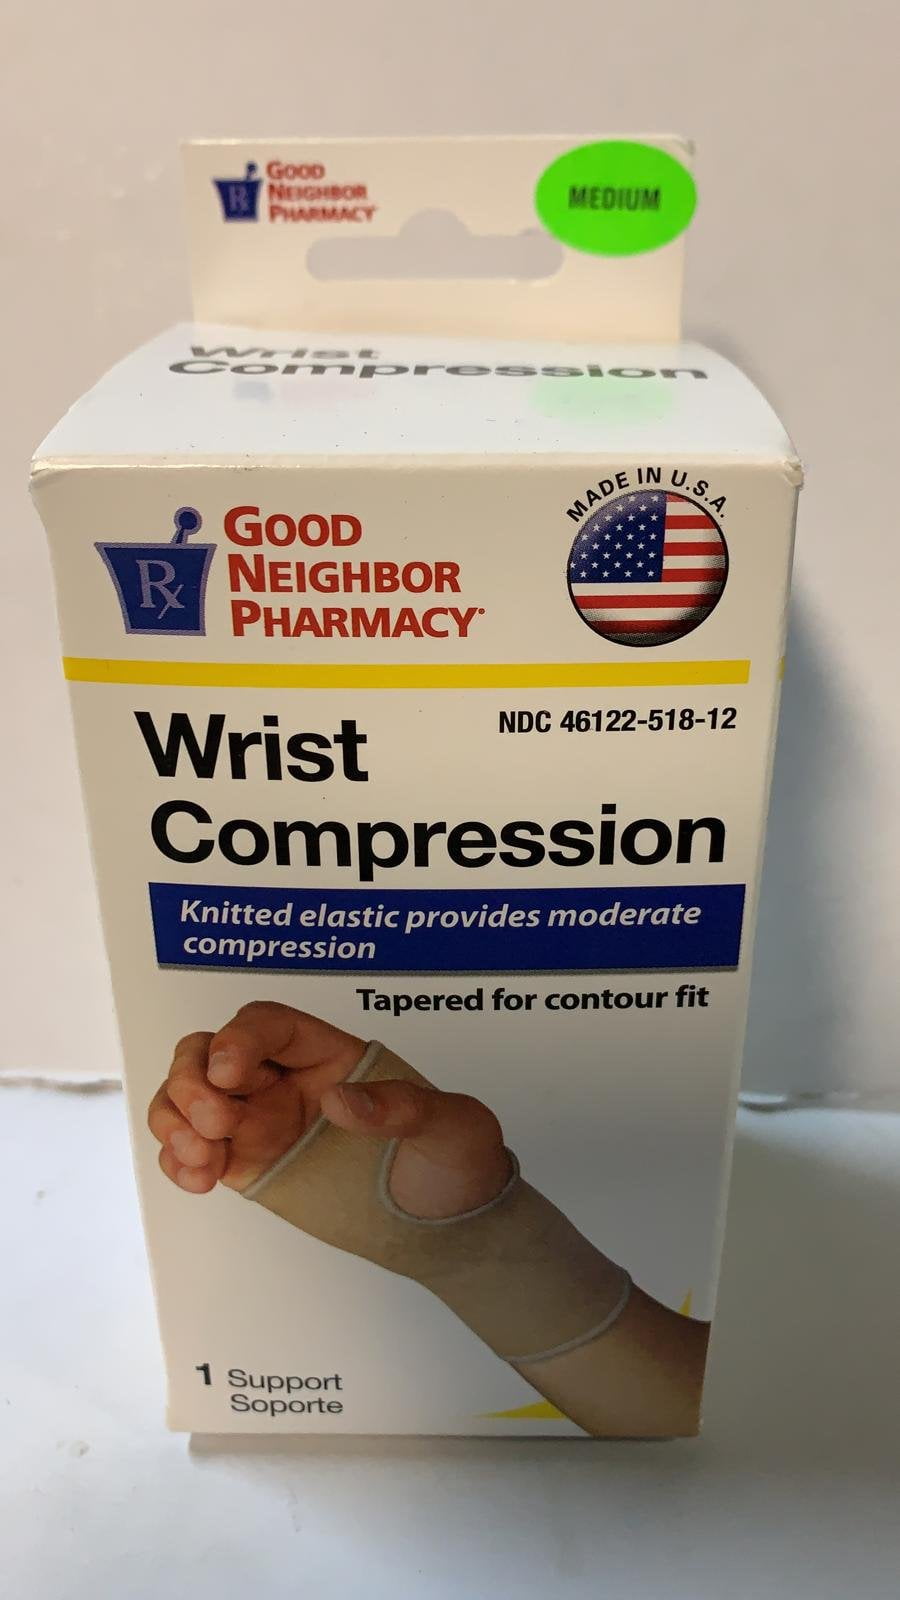 Rx
GOOD
NEIGHBOR
PHARMACY
MEDIUM
Wrist
Compression
MADE IN U.S.A.
Rx
GOOD
NEIGHBOR
PHARMACY
NDC 46122-518-12
Wrist
Compression
Knitted elastic provides moderate
compression
Tapered for contour fit
1 Support
Soporte